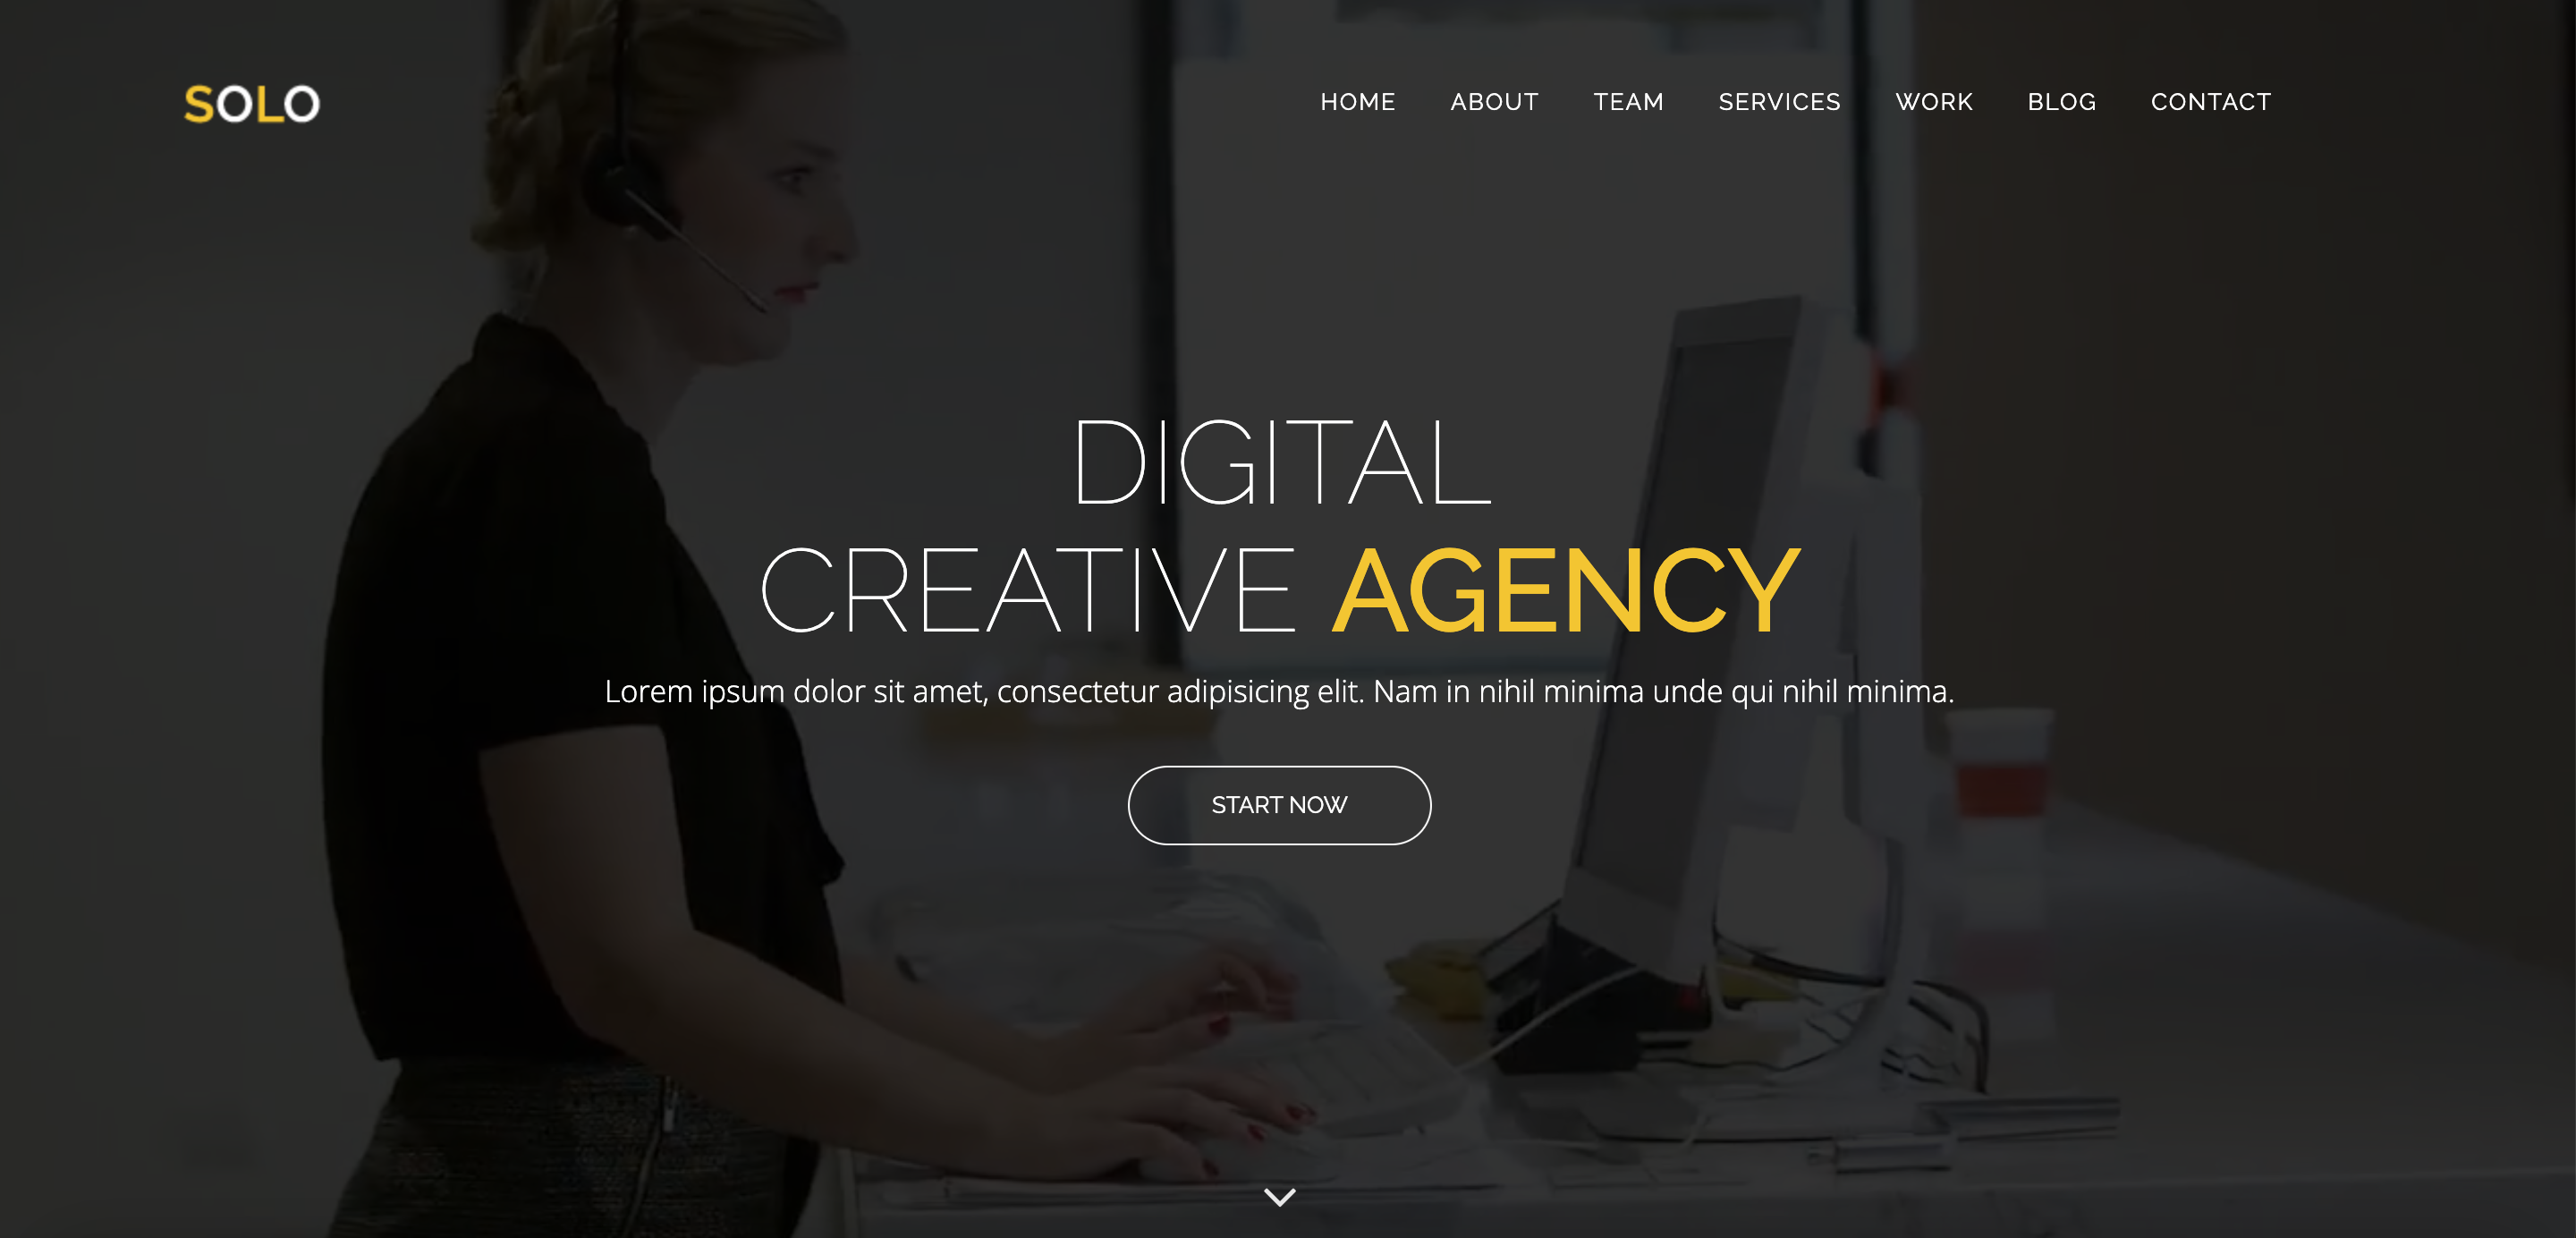 SOLO
HOME ABOUT TEAM SERVICES WORK BLOG CONTACT
DIGITAL
CREATIVE AGENCY
Lorem ipsum dolor sit amet, consectetur adipisicing elit. Nam in nihil minima unde qui nihil minima.
START NOW